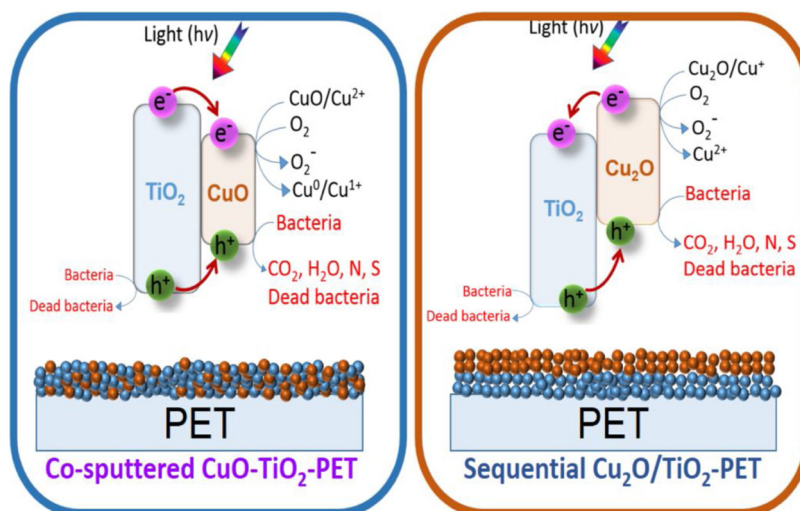 Light (hν)
e⁻
e⁻
CuO/Cu²⁺
O₂
O₂⁻
Cu⁰/Cu¹⁺
TiO₂
CuO
Bacteria
h⁺
h⁺
CO₂, H₂O, N, S
Dead bacteria
Bacteria
Dead bacteria
PET
Co-sputtered CuO-TiO₂-PET
Light (hν)
e⁻
e⁻
Cu₂O/Cu⁺
O₂
O₂⁻
Cu²⁺
TiO₂
Cu₂O
Bacteria
h⁺
h⁺
CO₂, H₂O, N, S
Dead bacteria
Bacteria
Dead bacteria
PET
Sequential Cu₂O/TiO₂-PET